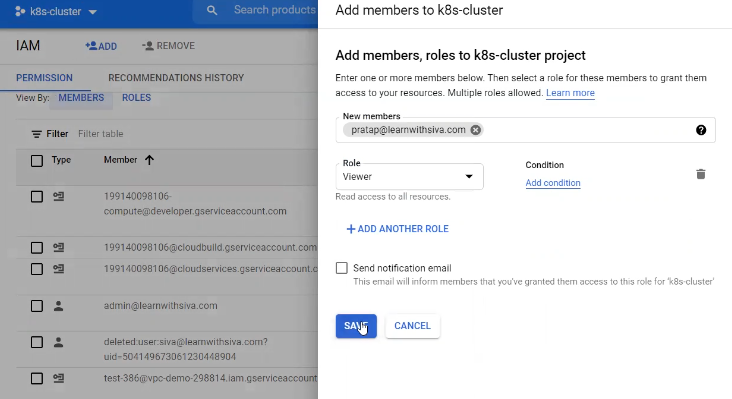 k8s-cluster
Search products
IAM
ADD
REMOVE
PERMISSION
RECOMMENDATIONS HISTORY
View By:
MEMBERS
ROLES
Filter
Filter table
Type
Member
199140098106-
compute@developer.gserviceaccount.com
199140098106@cloudbuild.gserviceaccount.com
199140098106@cloudservices.gserviceaccount.c
admin@learnwithsiva.com
deleted:user:siva@learnwithsiva.com?
uid=504149673061230448904
test-386@vpc-demo-298814.iam.gserviceaccount
Add members to k8s-cluster
Add members, roles to k8s-cluster project
Enter one or more members below. Then select a role for these members to grant them
access to your resources. Multiple roles allowed. Learn more
New members
pratap@learnwithsiva.com
Role
Viewer
Read access to all resources.
Condition
Add condition
ADD ANOTHER ROLE
Send notification email
This email will inform members that you've granted them access to this role for 'k8s-cluster'
SAVE
CANCEL